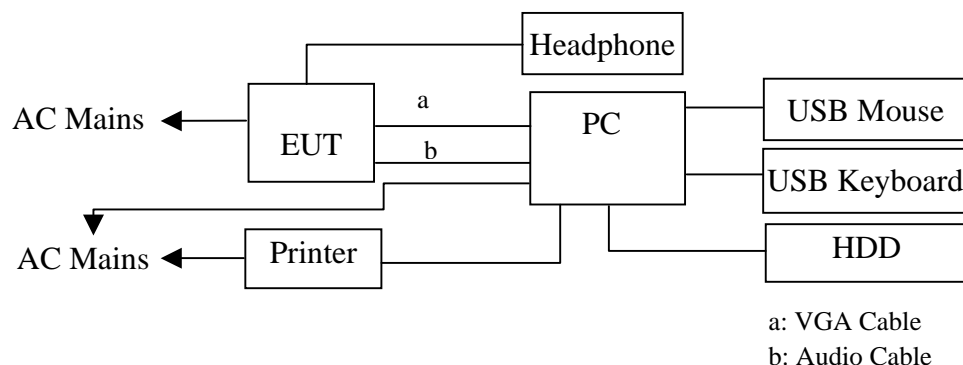 Headphone
AC Mains
EUT
a
b
PC
USB Mouse
USB Keyboard
HDD
AC Mains
Printer
a: VGA Cable
b: Audio Cable